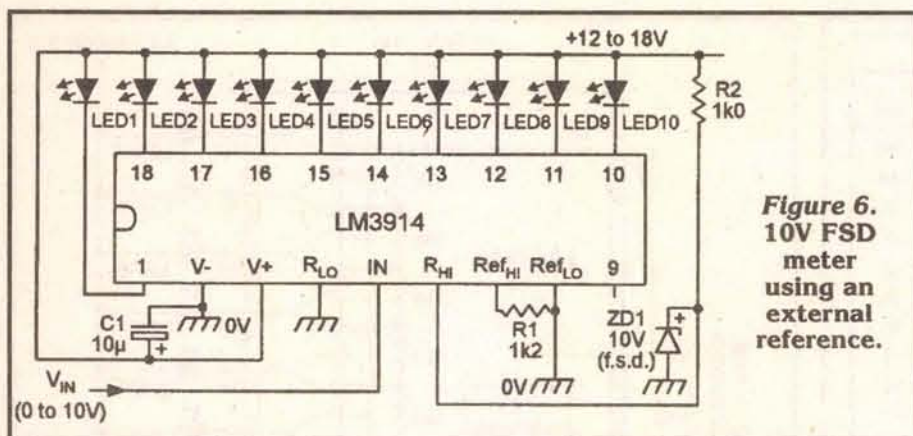 +12 to 18V
R2
1k0
LED1 LED2 LED3 LED4 LED5 LED6 LED7 LED8 LED9 LED10
18 17 16 15 14 13 12 11 10
LM3914
1 V- V+ RLO IN RHI RefHI RefLO 9
C1
10µ
+
0V
R1
1k2
0V
ZD1
10V
(f.s.d.)
+
VIN
(0 to 10V)
Figure 6.
10V FSD
meter
using an
external
reference.